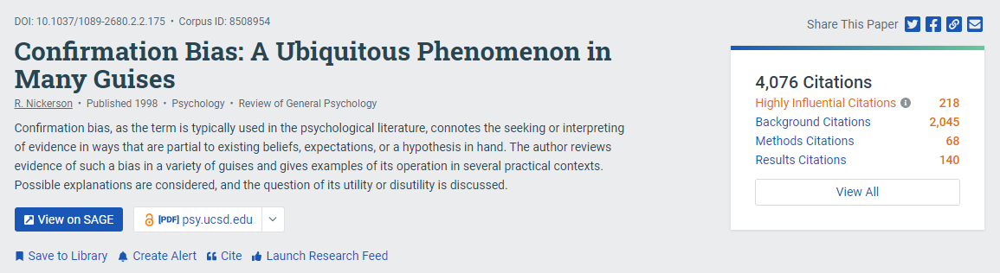 DOI: 10.1037/1089-2680.2.2.175 • Corpus ID: 8508954
Share This Paper
Confirmation Bias: A Ubiquitous Phenomenon in
Many Guises
R. Nickerson • Published 1998 • Psychology • Review of General Psychology
Confirmation bias, as the term is typically used in the psychological literature, connotes the seeking or interpreting
of evidence in ways that are partial to existing beliefs, expectations, or a hypothesis in hand. The author reviews
evidence of such a bias in a variety of guises and gives examples of its operation in several practical contexts.
Possible explanations are considered, and the question of its utility or disutility is discussed.
View on SAGE
[PDF] psy.ucsd.edu
Save to Library
Create Alert
Cite
Launch Research Feed
4,076 Citations
Highly Influential Citations 218
Background Citations 2,045
Methods Citations 68
Results Citations 140
View All